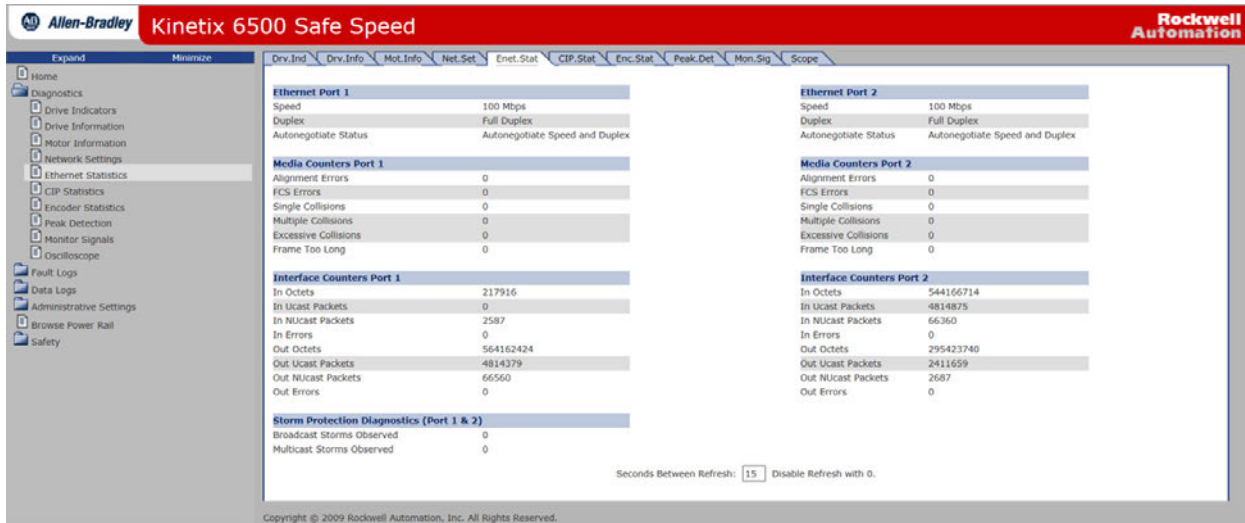 AB Allen-Bradley Kinetix 6500 Safe Speed Rockwell
Automation
Expand Minimize
Home
Diagnostics
Drive Indicators
Drive Information
Motor Information
Network Settings
Ethernet Statistics
CIP Statistics
Encoder Statistics
Peak Detection
Monitor Signals
Oscilloscope
Fault Logs
Data Logs
Administrative Settings
Browse Power Rail
Safety
Drv.Ind Drv.Info Mot.Info Net.Set Enet.Stat CIP.Stat Enc.Stat Peak.Det Mon.Sig Scope
Ethernet Port 1
Speed 100 Mbps
Duplex Full Duplex
Autonegotiate Status Autonegotiate Speed and Duplex
Media Counters Port 1
Alignment Errors 0
FCS Errors 0
Single Collisions 0
Multiple Collisions 0
Excessive Collisions 0
Frame Too Long 0
Interface Counters Port 1
In Octets 217916
In Ucast Packets 0
In NUcast Packets 2587
In Errors 0
Out Octets 564162424
Out Ucast Packets 4814379
Out NUcast Packets 66560
Out Errors 0
Storm Protection Diagnostics (Port 1 & 2)
Broadcast Storms Observed 0
Multicast Storms Observed 0
Ethernet Port 2
Speed 100 Mbps
Duplex Full Duplex
Autonegotiate Status Autonegotiate Speed and Duplex
Media Counters Port 2
Alignment Errors 0
FCS Errors 0
Single Collisions 0
Multiple Collisions 0
Excessive Collisions 0
Frame Too Long 0
Interface Counters Port 2
In Octets 544166714
In Ucast Packets 4814875
In NUcast Packets 66360
In Errors 0
Out Octets 295423740
Out Ucast Packets 2411659
Out NUcast Packets 2687
Out Errors 0
Seconds Between Refresh: 15 Disable Refresh with 0.
Copyright © 2009 Rockwell Automation, Inc. All Rights Reserved.